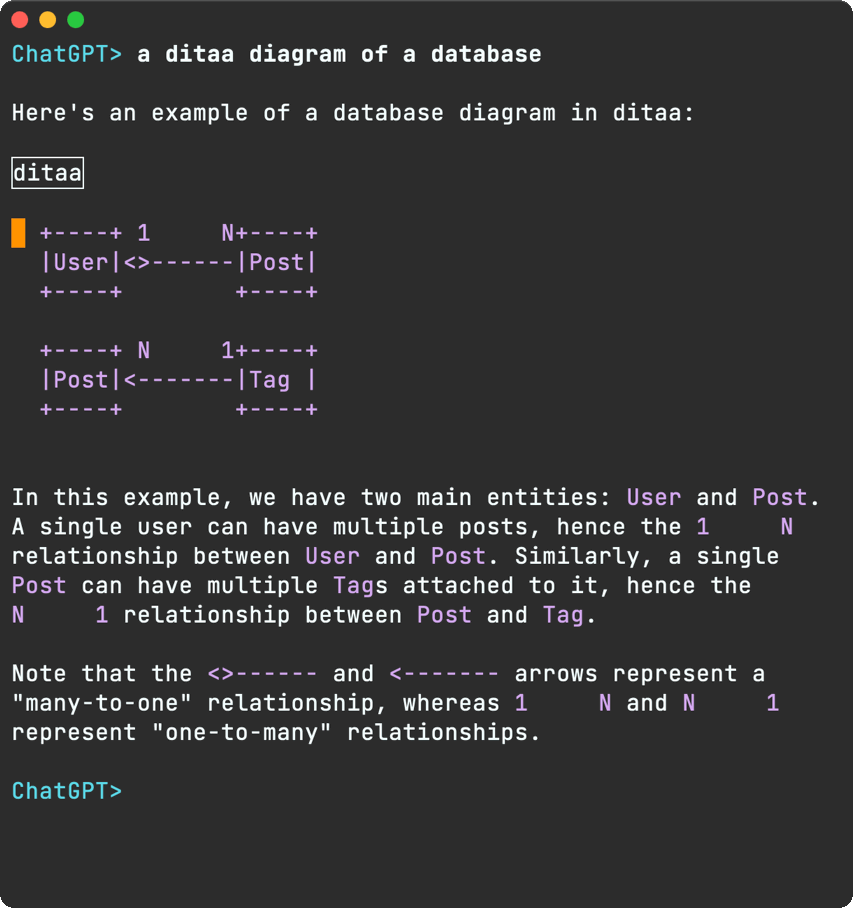 ChatGPT> a ditaa diagram of a database
Here's an example of a database diagram in ditaa:
ditaa
+----+ 1     N+----+
|User|<>------|Post|
+----+        +----+
+----+ N     1+----+
|Post|<-------|Tag |
+----+        +----+
In this example, we have two main entities: User and Post.
A single user can have multiple posts, hence the 1     N
relationship between User and Post. Similarly, a single
Post can have multiple Tags attached to it, hence the
N     1 relationship between Post and Tag.
Note that the <>------ and <------- arrows represent a
"many-to-one" relationship, whereas 1     N and N     1
represent "one-to-many" relationships.
ChatGPT>